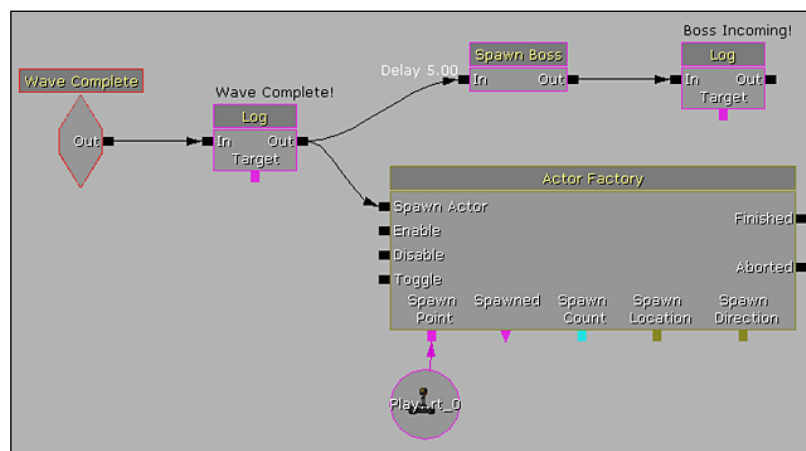 Boss Incoming!
Spawn Boss
Log
Delay 5.00
In Out
In Out
Target
Wave Complete
Wave Complete!
Log
Out
In Out
Target
Actor Factory
Spawn Actor
Finished
Enable
Disable
Aborted
Toggle
Spawn Point
Spawned
Spawn Count
Spawn Location
Spawn Direction